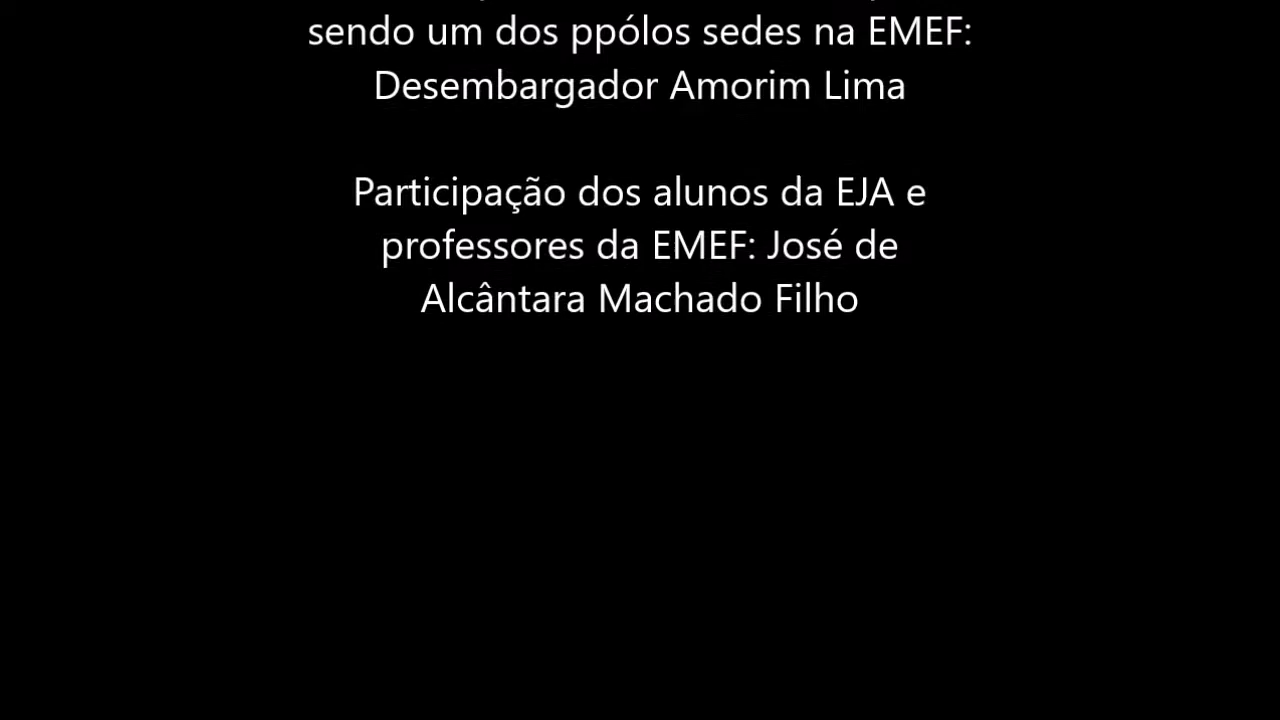 sendo um dos ppólos sedes na EMEF:
Desembargador Amorim Lima
Participação dos alunos da EJA e
professores da EMEF: José de
Alcântara Machado Filho